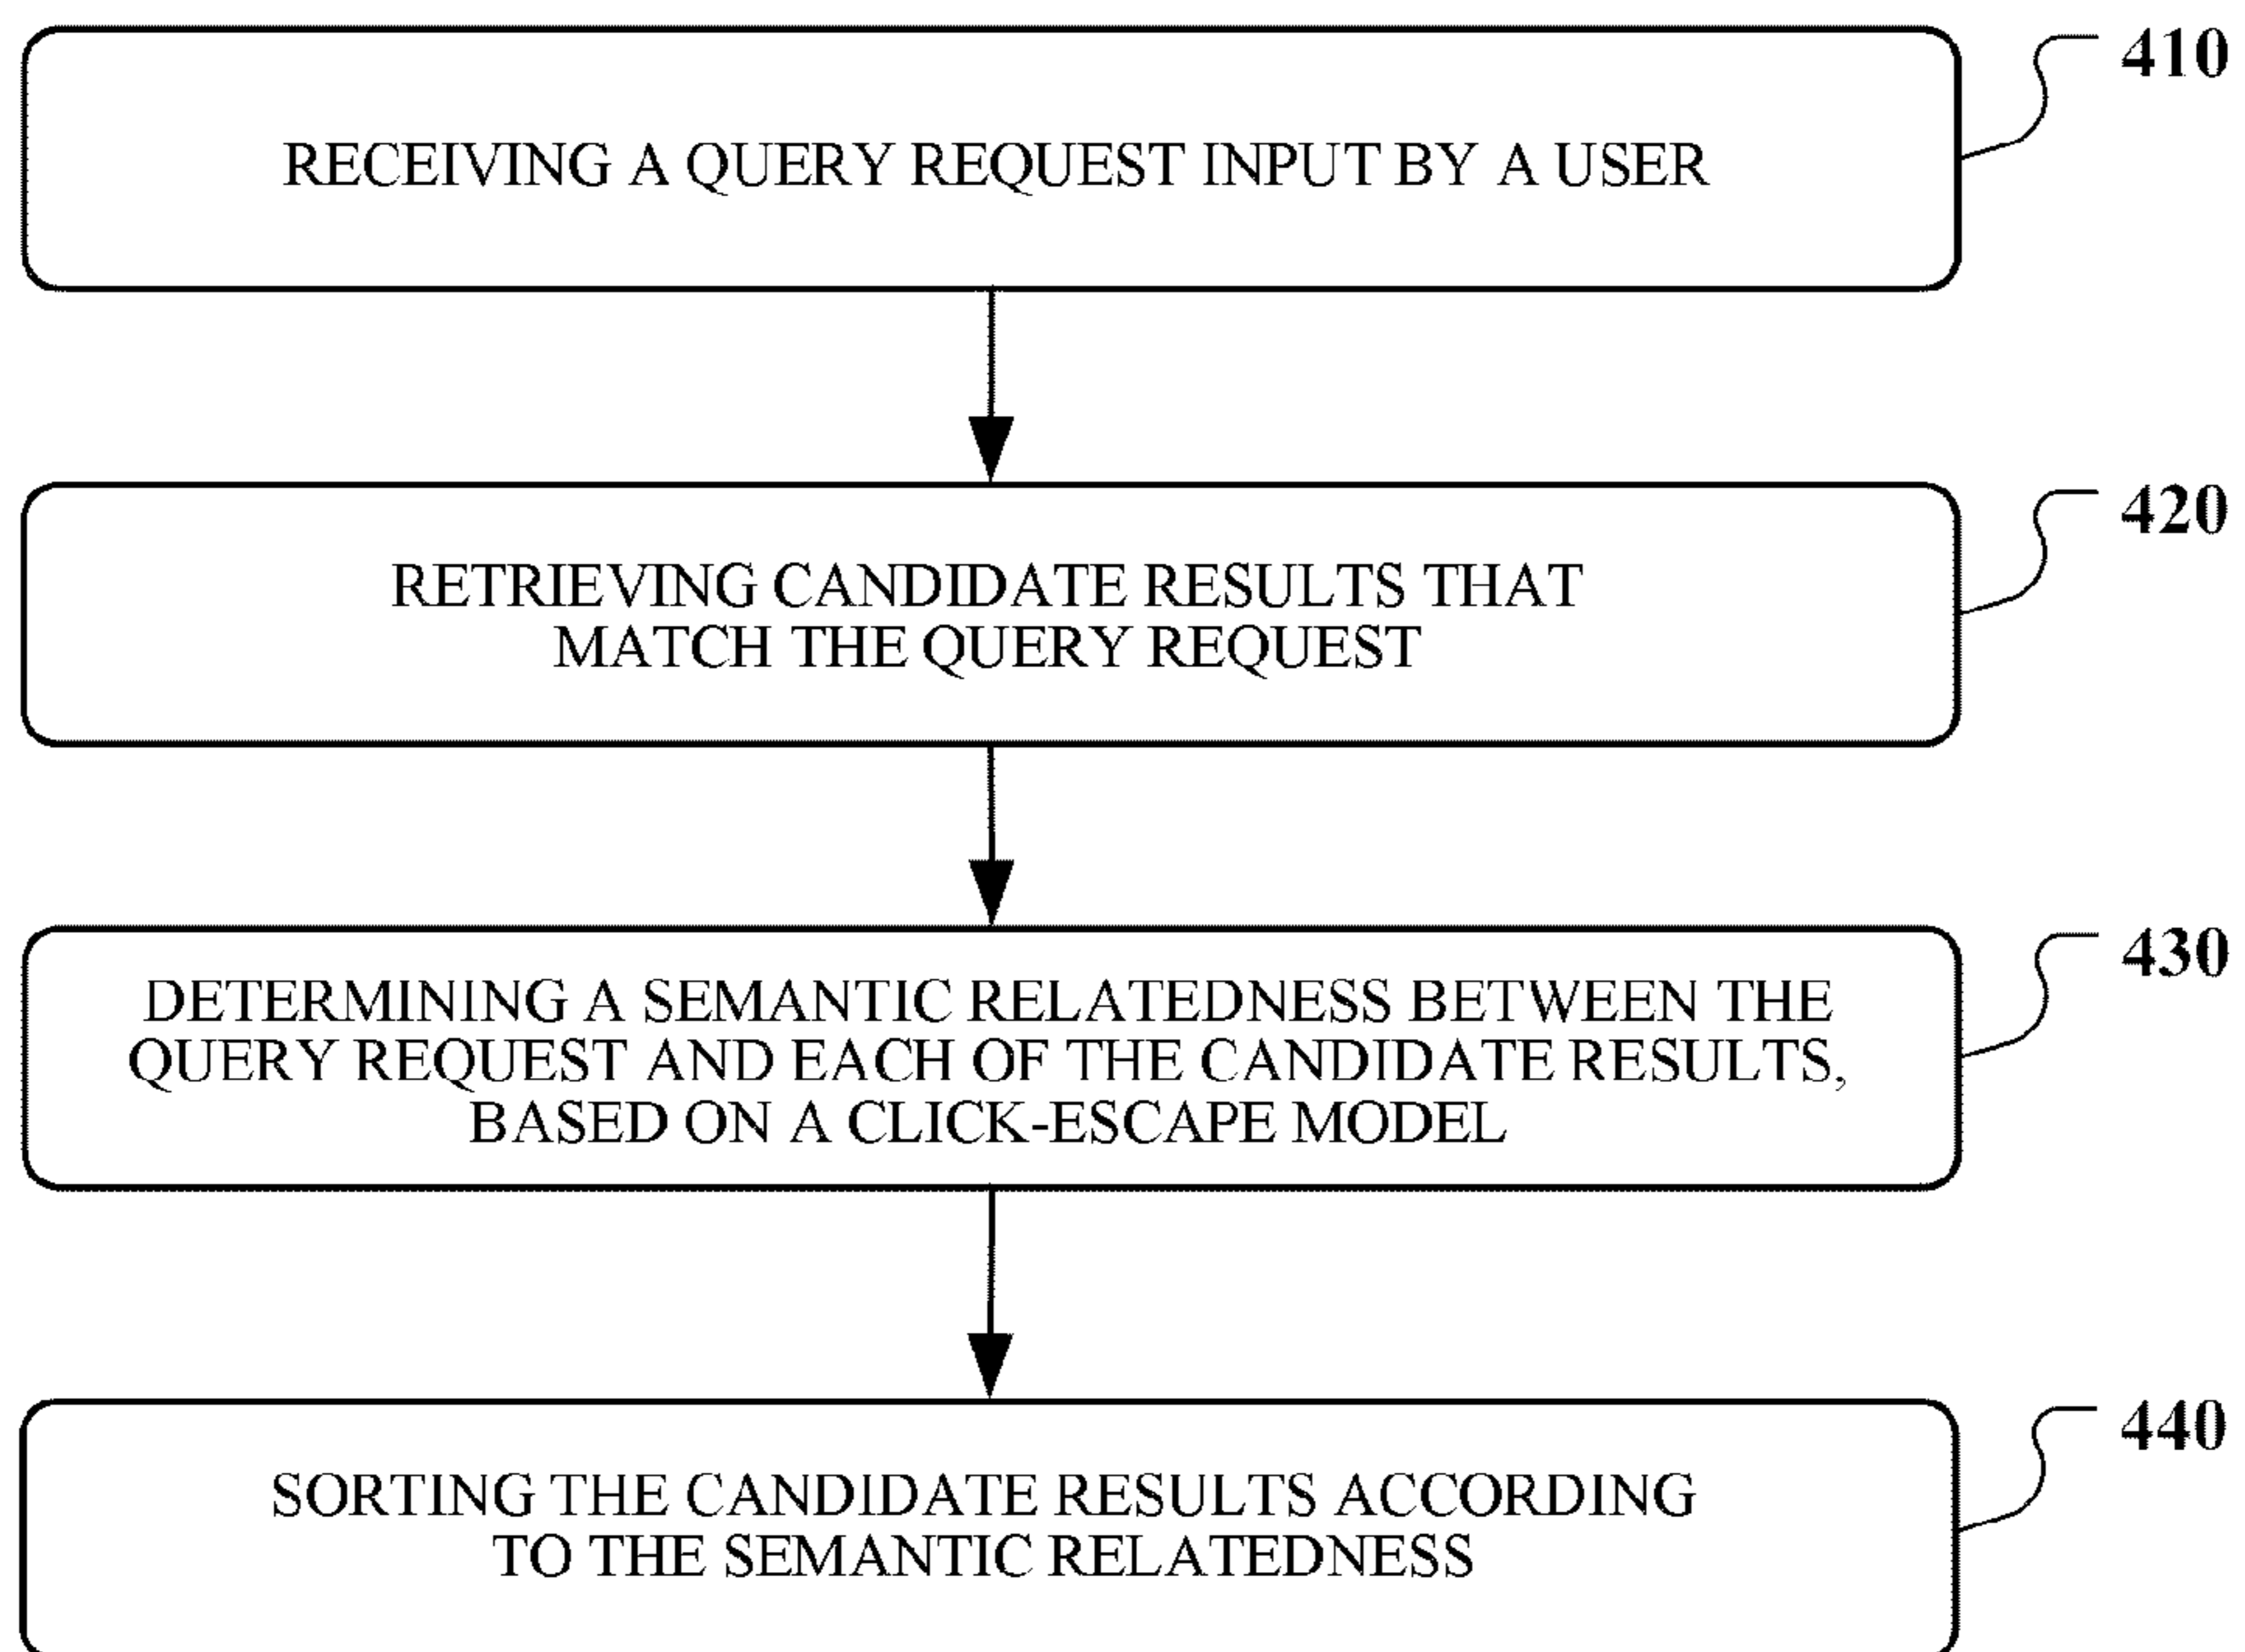 410
RECEIVING A QUERY REQUEST INPUT BY A USER
420
RETRIEVING CANDIDATE RESULTS THAT
MATCH THE QUERY REQUEST
430
DETERMINING A SEMANTIC RELATEDNESS BETWEEN THE
QUERY REQUEST AND EACH OF THE CANDIDATE RESULTS,
BASED ON A CLICK-ESCAPE MODEL
440
SORTING THE CANDIDATE RESULTS ACCORDING
TO THE SEMANTIC RELATEDNESS